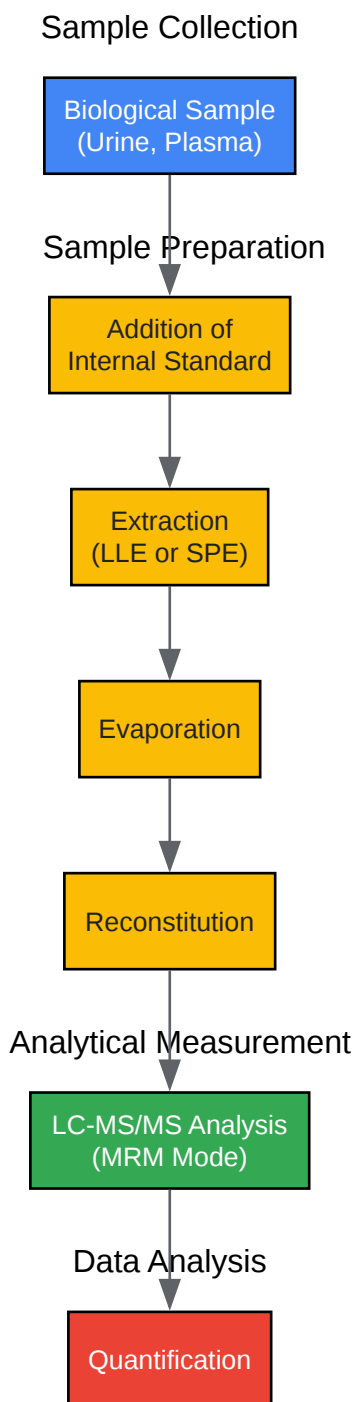 Sample Collection
Biological Sample
(Urine, Plasma)
Sample Preparation
Addition of
Internal Standard
Extraction
(LLE or SPE)
Evaporation
Reconstitution
Analytical Measurement
LC-MS/MS Analysis
(MRM Mode)
Data Analysis
Quantification